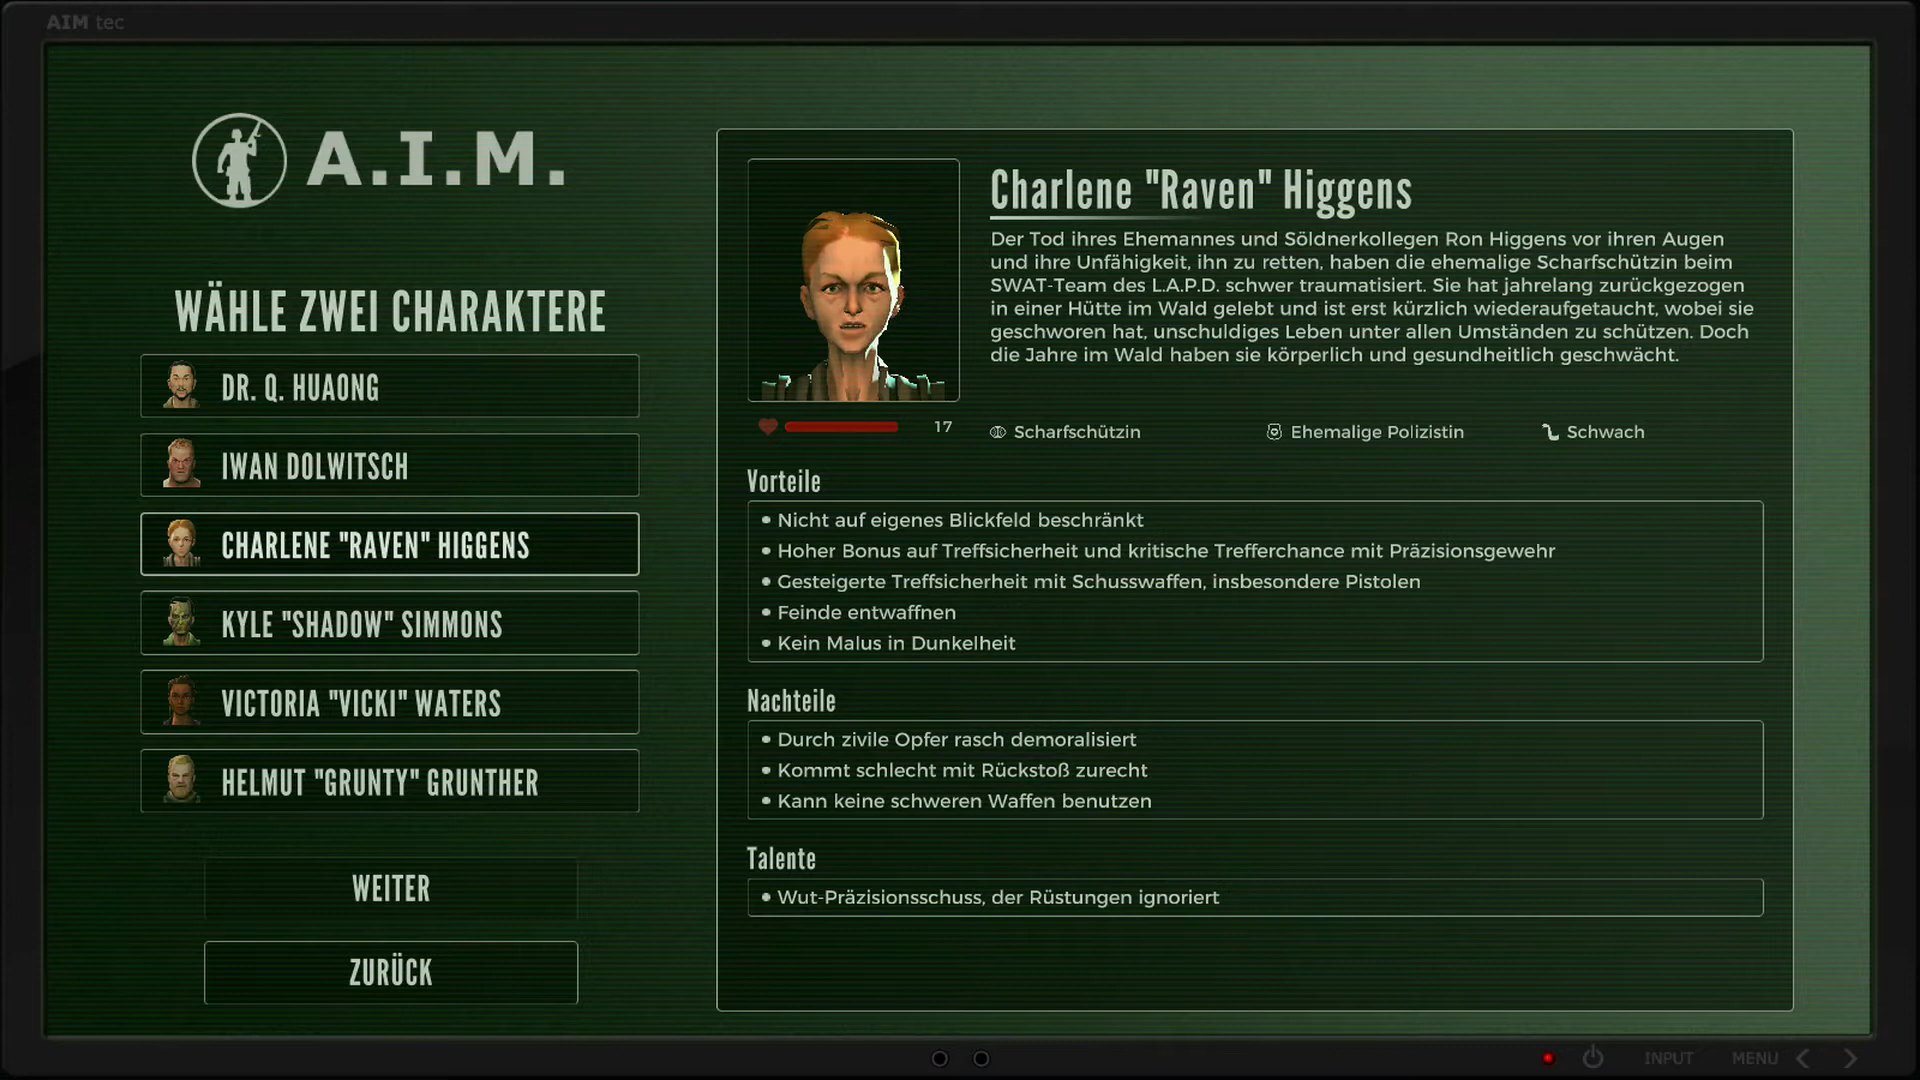 AIM tec
A.I.M.
WÄHLE ZWEI CHARAKTERE
DR. Q. HUAONG
IWAN DOLWITSCH
CHARLENE "RAVEN" HIGGENS
KYLE "SHADOW" SIMMONS
VICTORIA "VICKI" WATERS
HELMUT "GRUNTY" GRUNTHER
WEITER
ZURÜCK
Charlene "Raven" Higgens
Der Tod ihres Ehemannes und Söldnerkollegen Ron Higgens vor ihren Augen
und ihre Unfähigkeit, ihn zu retten, haben die ehemalige Scharfschützin beim
SWAT-Team des L.A.P.D. schwer traumatisiert. Sie hat jahrelang zurückgezogen
in einer Hütte im Wald gelebt und ist erst kürzlich wiederaufgetaucht, wobei sie
geschworen hat, unschuldiges Leben unter allen Umständen zu schützen. Doch
die Jahre im Wald haben sie körperlich und gesundheitlich geschwächt.
17
Scharfschützin
Ehemalige Polizistin
Schwach
Vorteile
• Nicht auf eigenes Blickfeld beschränkt
• Hoher Bonus auf Treffsicherheit und kritische Trefferchance mit Präzisionsgewehr
• Gesteigerte Treffsicherheit mit Schusswaffen, insbesondere Pistolen
• Feinde entwaffnen
• Kein Malus in Dunkelheit
Nachteile
• Durch zivile Opfer rasch demoralisiert
• Kommt schlecht mit Rückstoß zurecht
• Kann keine schweren Waffen benutzen
Talente
• Wut-Präzisionsschuss, der Rüstungen ignoriert
INPUT
MENU